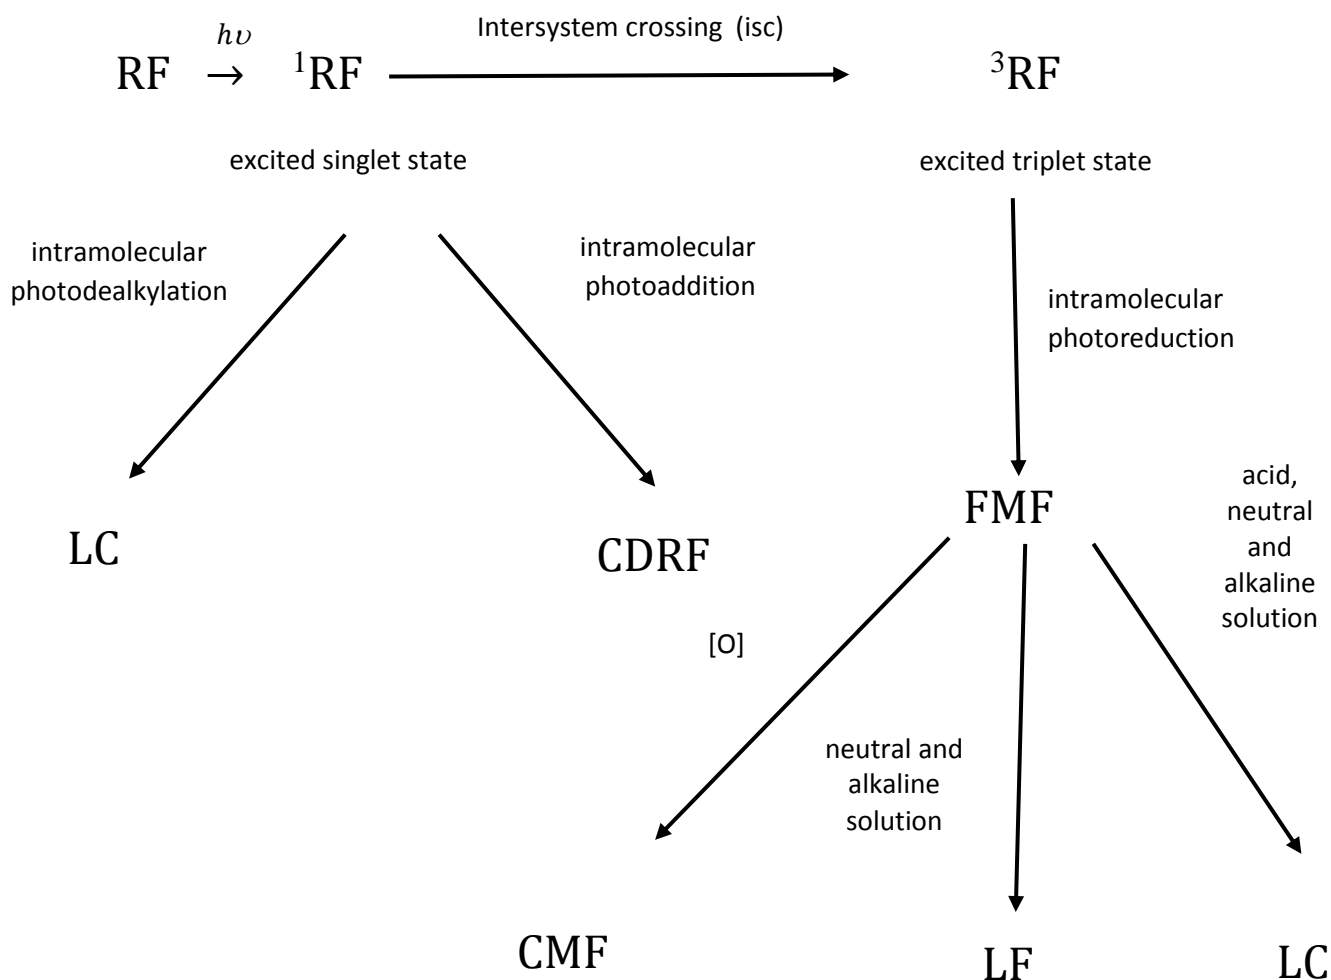 hυ
Intersystem crossing (isc)
RF → ¹RF
³RF
excited singlet state
excited triplet state
intramolecular
photodealkylation
intramolecular
photoaddition
intramolecular
photoreduction
LC
CDRF
FMF
acid,
neutral
and
alkaline
solution
[O]
neutral and
alkaline
solution
CMF
LF
LC